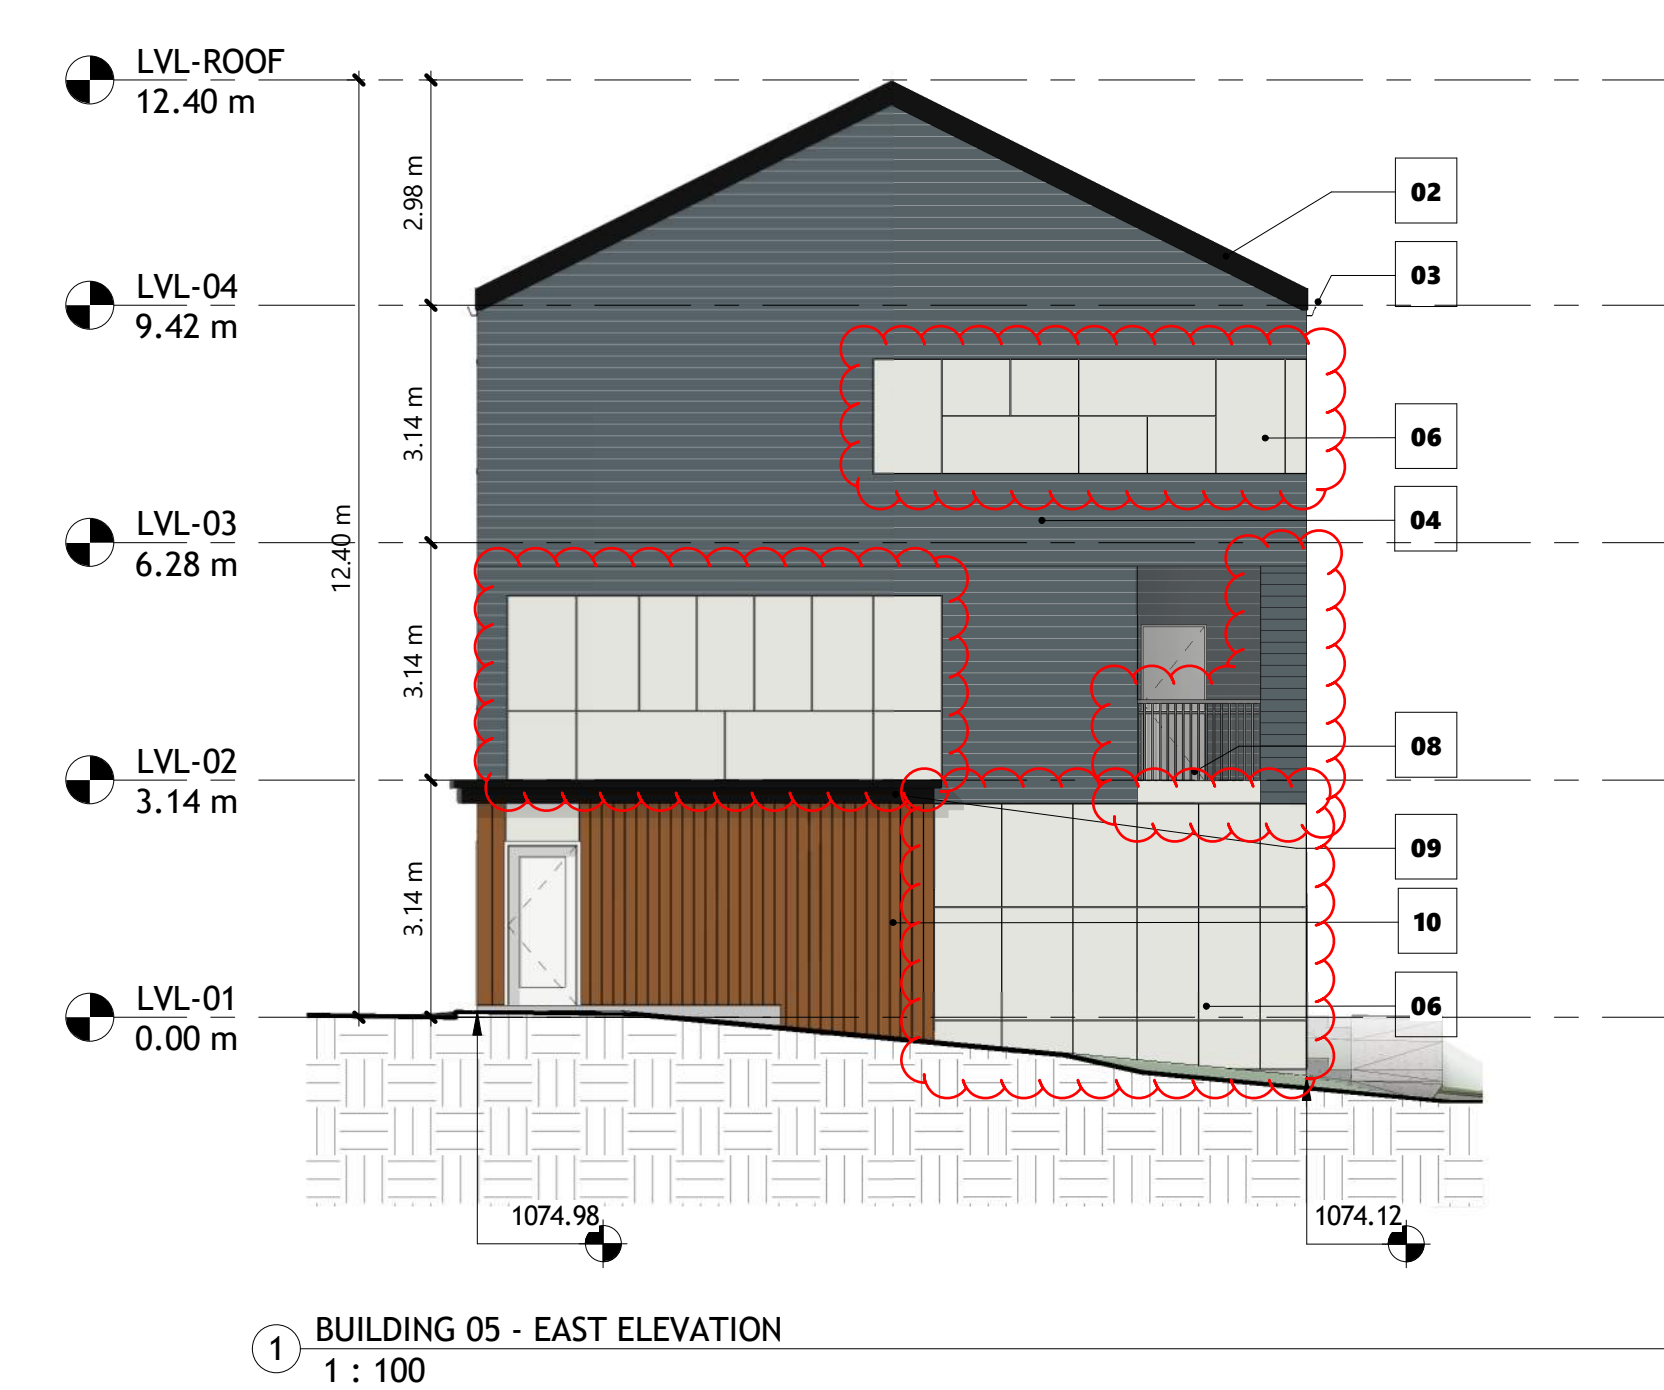 LVL-ROOF
12.40 m
LVL-04
9.42 m
LVL-03
6.28 m
LVL-02
3.14 m
LVL-01
0.00 m
12.40 m
2.98 m
3.14 m
3.14 m
3.14 m
02
03
06
04
08
09
10
06
1074.98
1074.12
1
BUILDING 05 - EAST ELEVATION
1 : 100